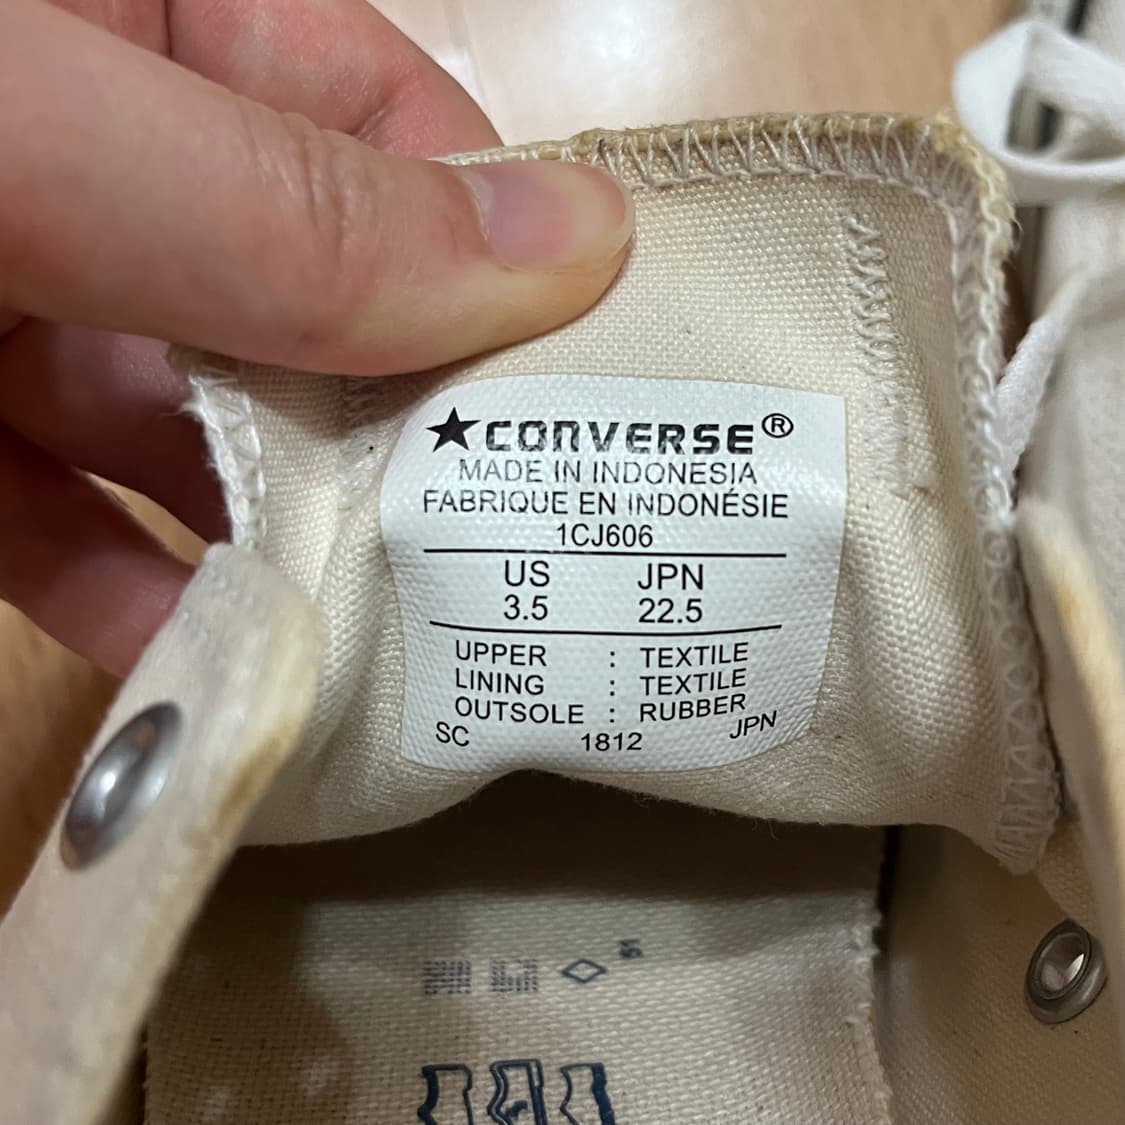 ★CONVERSE®
MADE IN INDONESIA
FABRIQUE EN INDONÉSIE
1CJ606
US JPN
3.5 22.5
UPPER : TEXTILE
LINING : TEXTILE
OUTSOLE : RUBBER
SC 1812 JPN